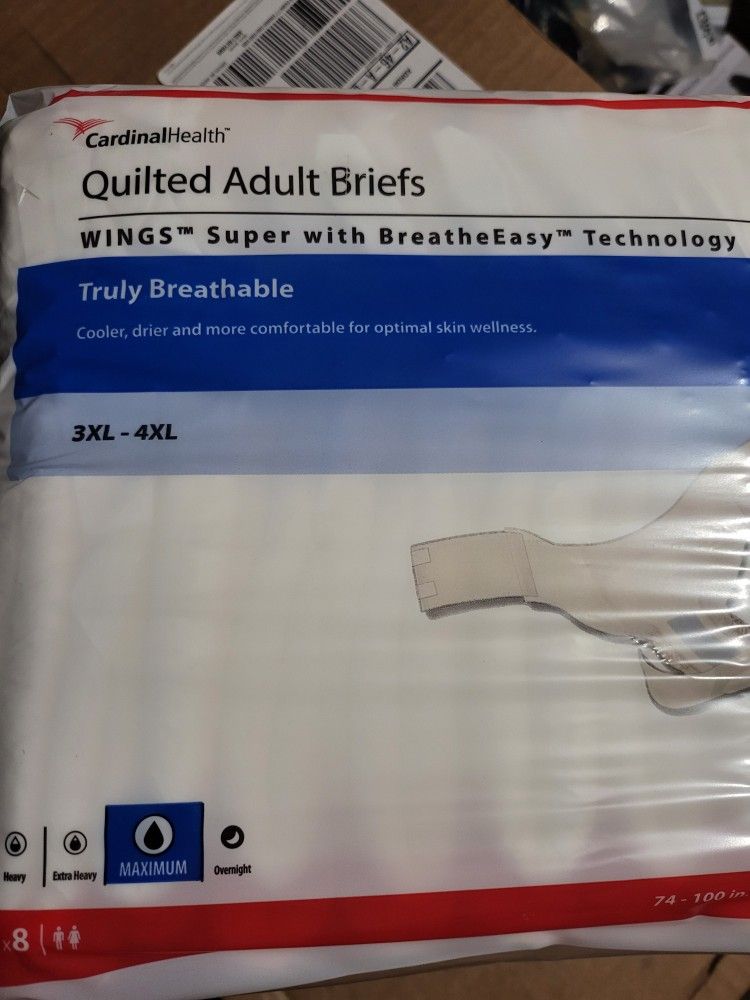 CardinalHealth™
Quilted Adult Briefs
WINGS™ Super with BreatheEasy™ Technology
Truly Breathable
Cooler, drier and more comfortable for optimal skin wellness.
3XL - 4XL
Heavy
Extra Heavy
MAXIMUM
Overnight
74 - 100 in.
x8